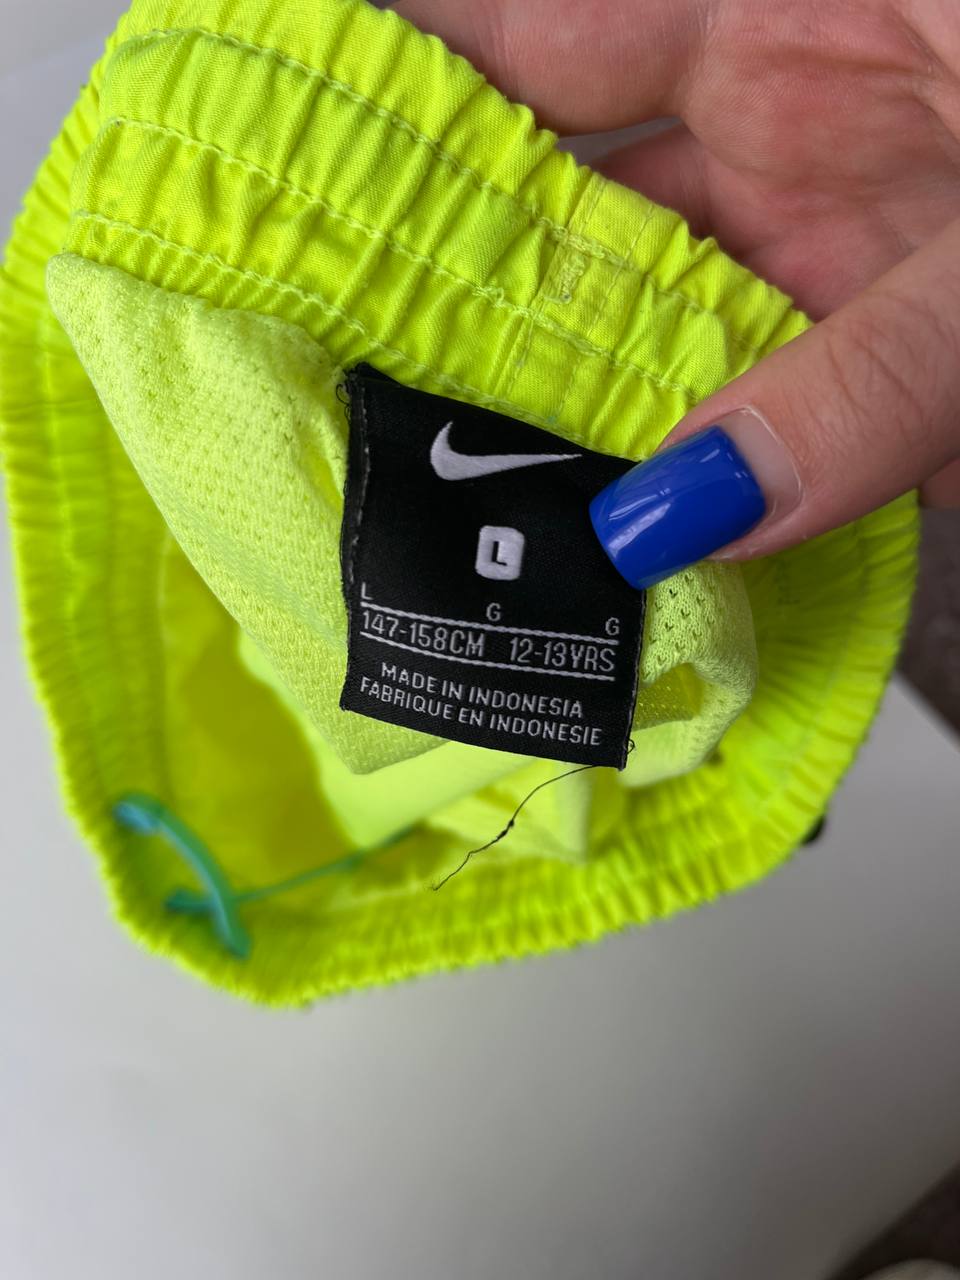 L
L G G
147-158CM 12-13YRS
MADE IN INDONESIA
FABRIQUE EN INDONESIE